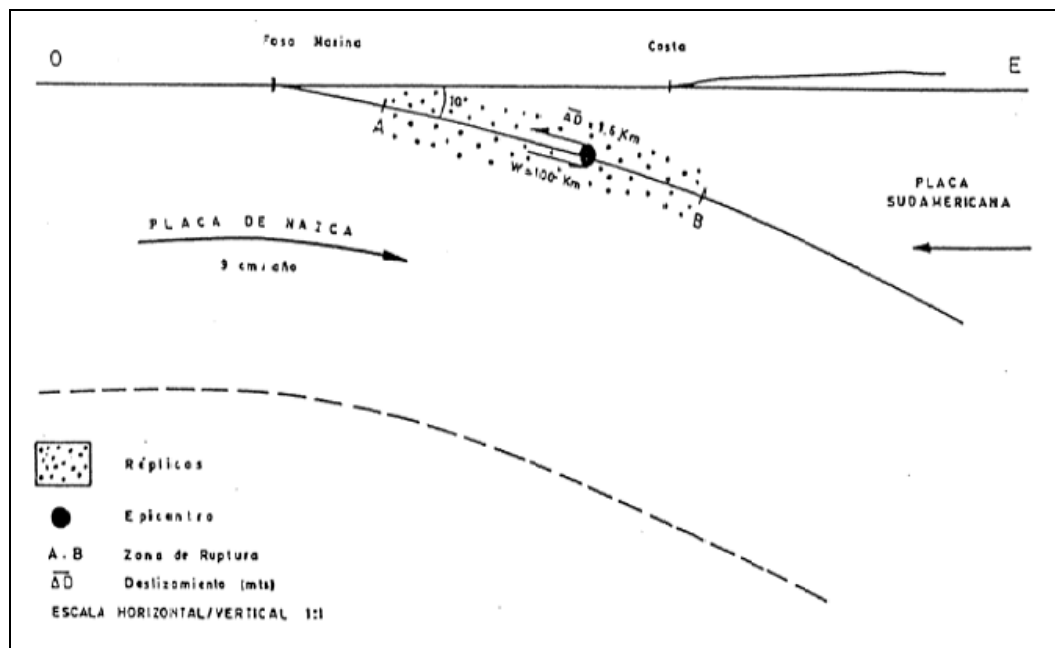 Fosa Marina
Costa
O
E
10°
A
ΔD = 1.6 Km
W = 100 Km
B
PLACA
SUDAMERICANA
PLACA DE NAZCA
9 cm/año
Réplicas
Epicentro
A-B Zona de Ruptura
ΔD Deslizamiento (mts)
ESCALA HORIZONTAL/VERTICAL 1:1